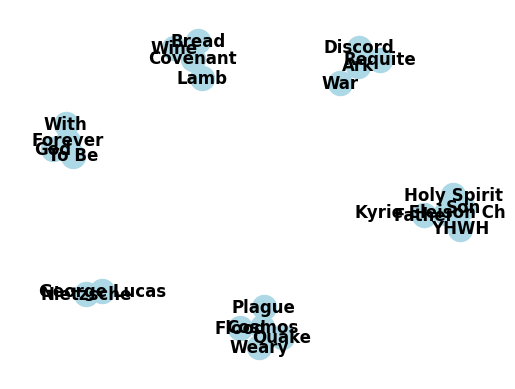 Bread
Wine
Covenant
Lamb
Discord
Requite
Ark
War
With
Forever
God
To Be
Holy Spirit
Son
Kyrie Eleison Ch
Father
YHWH
George Lucas
Nietzsche
Plague
Cosmos
Flood
Quake
Weary